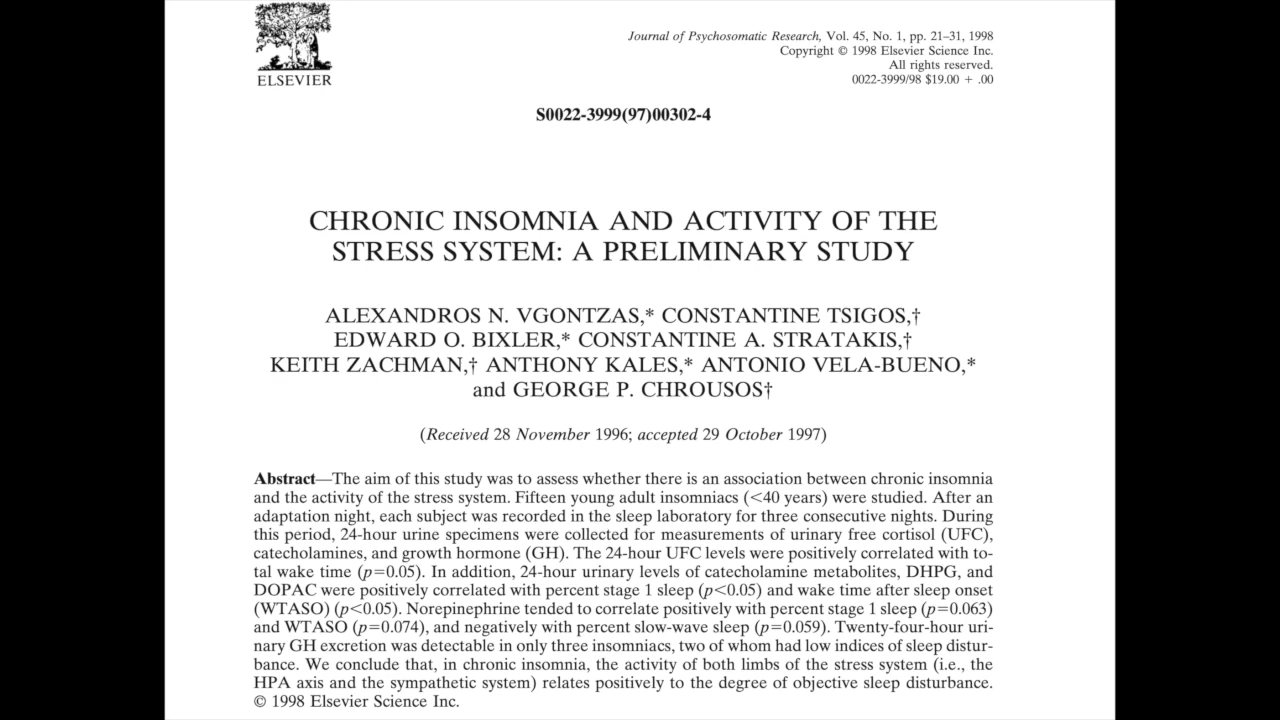 ELSEVIER
Journal of Psychosomatic Research, Vol. 45, No. 1, pp. 21–31, 1998
Copyright © 1998 Elsevier Science Inc.
All rights reserved.
0022-3999/98 $19.00 + .00
S0022-3999(97)00302-4
CHRONIC INSOMNIA AND ACTIVITY OF THE
STRESS SYSTEM: A PRELIMINARY STUDY
ALEXANDROS N. VGONTZAS,* CONSTANTINE TSIGOS,†
EDWARD O. BIXLER,* CONSTANTINE A. STRATAKIS,†
KEITH ZACHMAN,† ANTHONY KALES,* ANTONIO VELA-BUENO,*
and GEORGE P. CHROUSOS†
(Received 28 November 1996; accepted 29 October 1997)
Abstract—The aim of this study was to assess whether there is an association between chronic insomnia
and the activity of the stress system. Fifteen young adult insomniacs (<40 years) were studied. After an
adaptation night, each subject was recorded in the sleep laboratory for three consecutive nights. During
this period, 24-hour urine specimens were collected for measurements of urinary free cortisol (UFC),
catecholamines, and growth hormone (GH). The 24-hour UFC levels were positively correlated with to-
tal wake time (p=0.05). In addition, 24-hour urinary levels of catecholamine metabolites, DHPG, and
DOPAC were positively correlated with percent stage 1 sleep (p<0.05) and wake time after sleep onset
(WTASO) (p<0.05). Norepinephrine tended to correlate positively with percent stage 1 sleep (p=0.063)
and WTASO (p=0.074), and negatively with percent slow-wave sleep (p=0.059). Twenty-four-hour uri-
nary GH excretion was detectable in only three insomniacs, two of whom had low indices of sleep distur-
bance. We conclude that, in chronic insomnia, the activity of both limbs of the stress system (i.e., the
HPA axis and the sympathetic system) relates positively to the degree of objective sleep disturbance.
© 1998 Elsevier Science Inc.